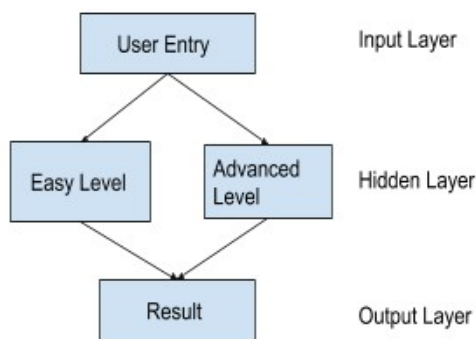 User Entry
Input Layer
Easy Level
Advanced
Level
Hidden Layer
Result
Output Layer